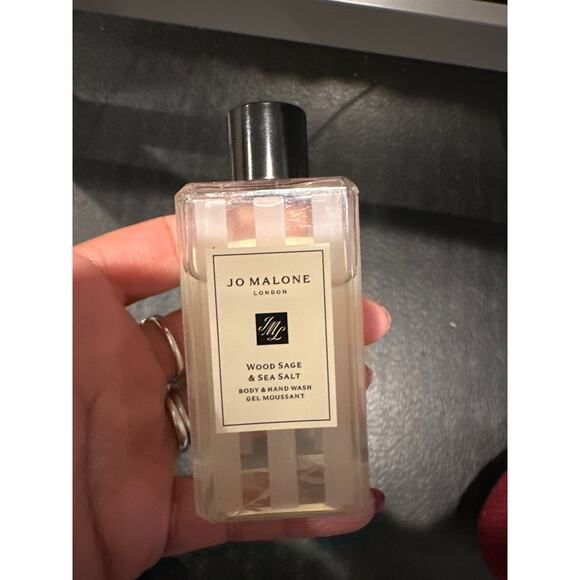 JO MALONE
LONDON
JML
WOOD SAGE
& SEA SALT
BODY & HAND WASH
GEL MOUSSANT